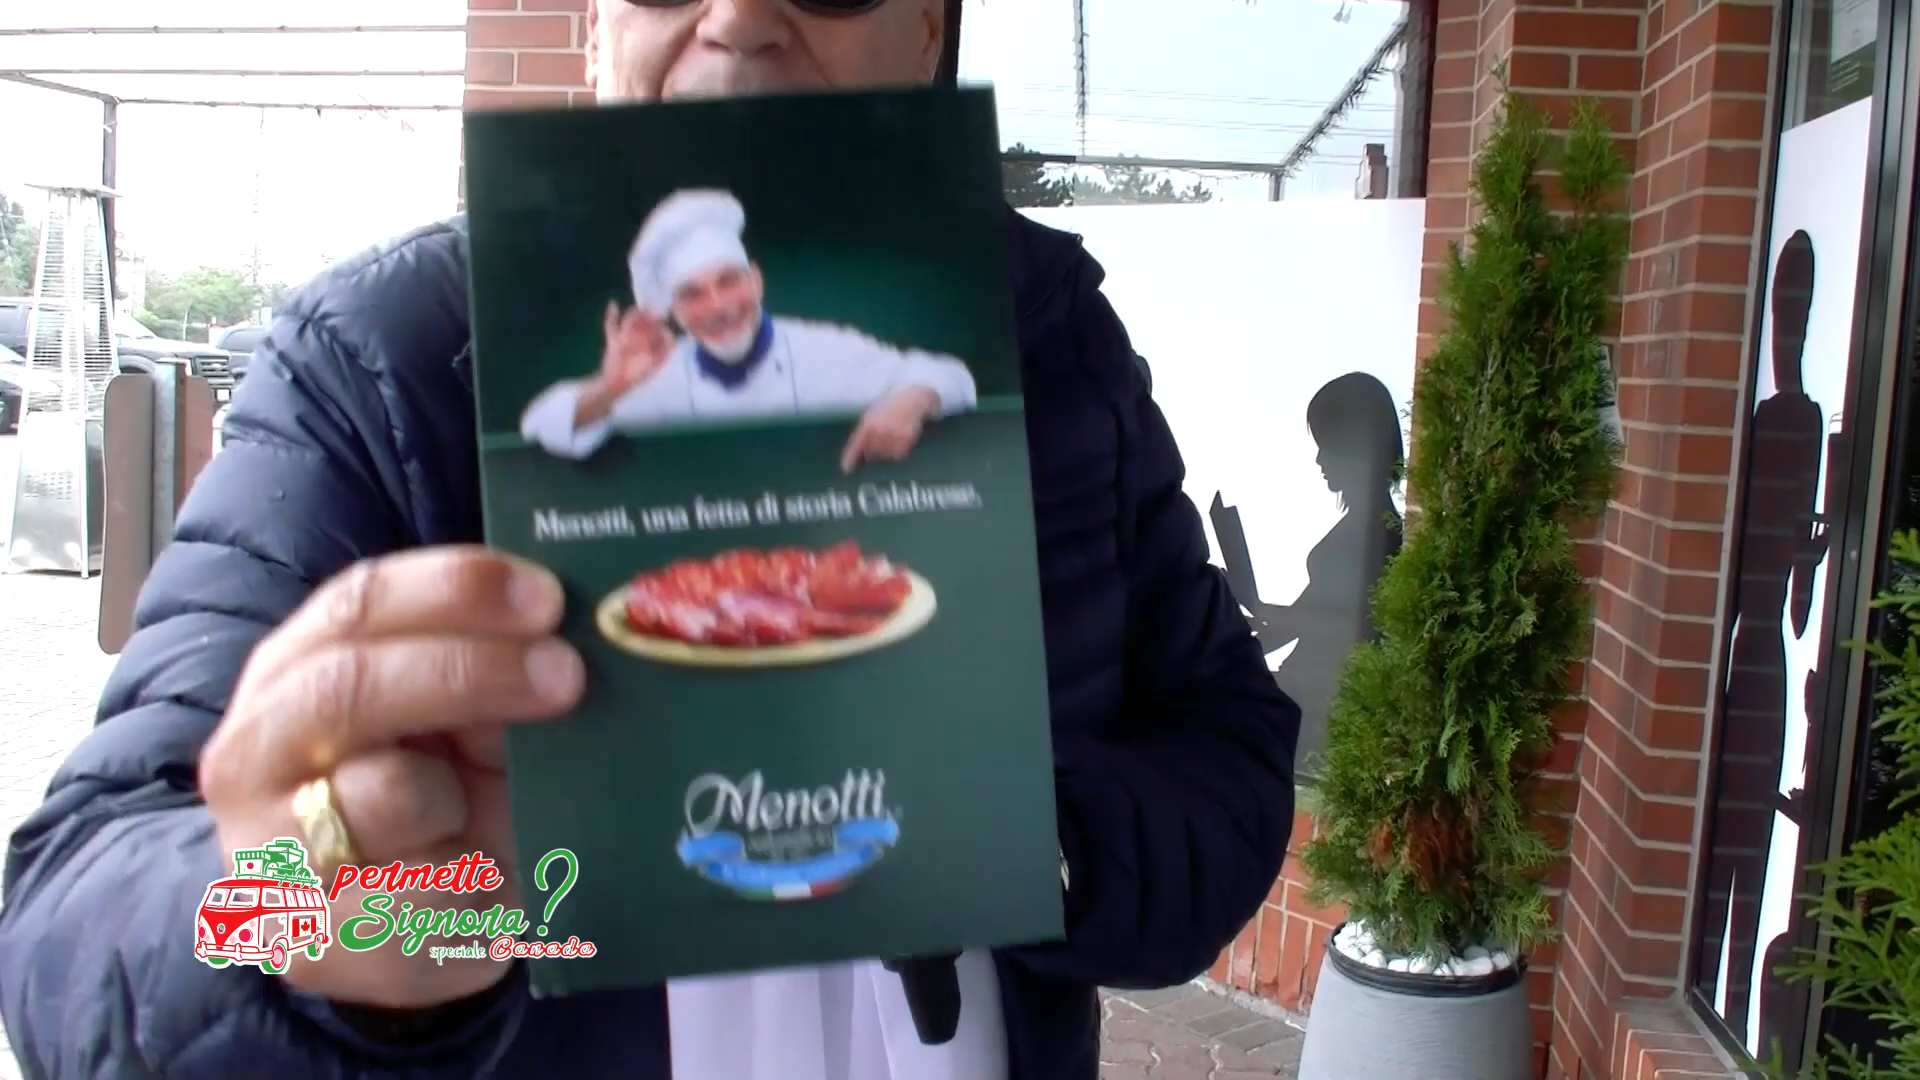 Menotti, una fetta di storia Calabrese.
Menotti
permette
Signora?
speciale Canada